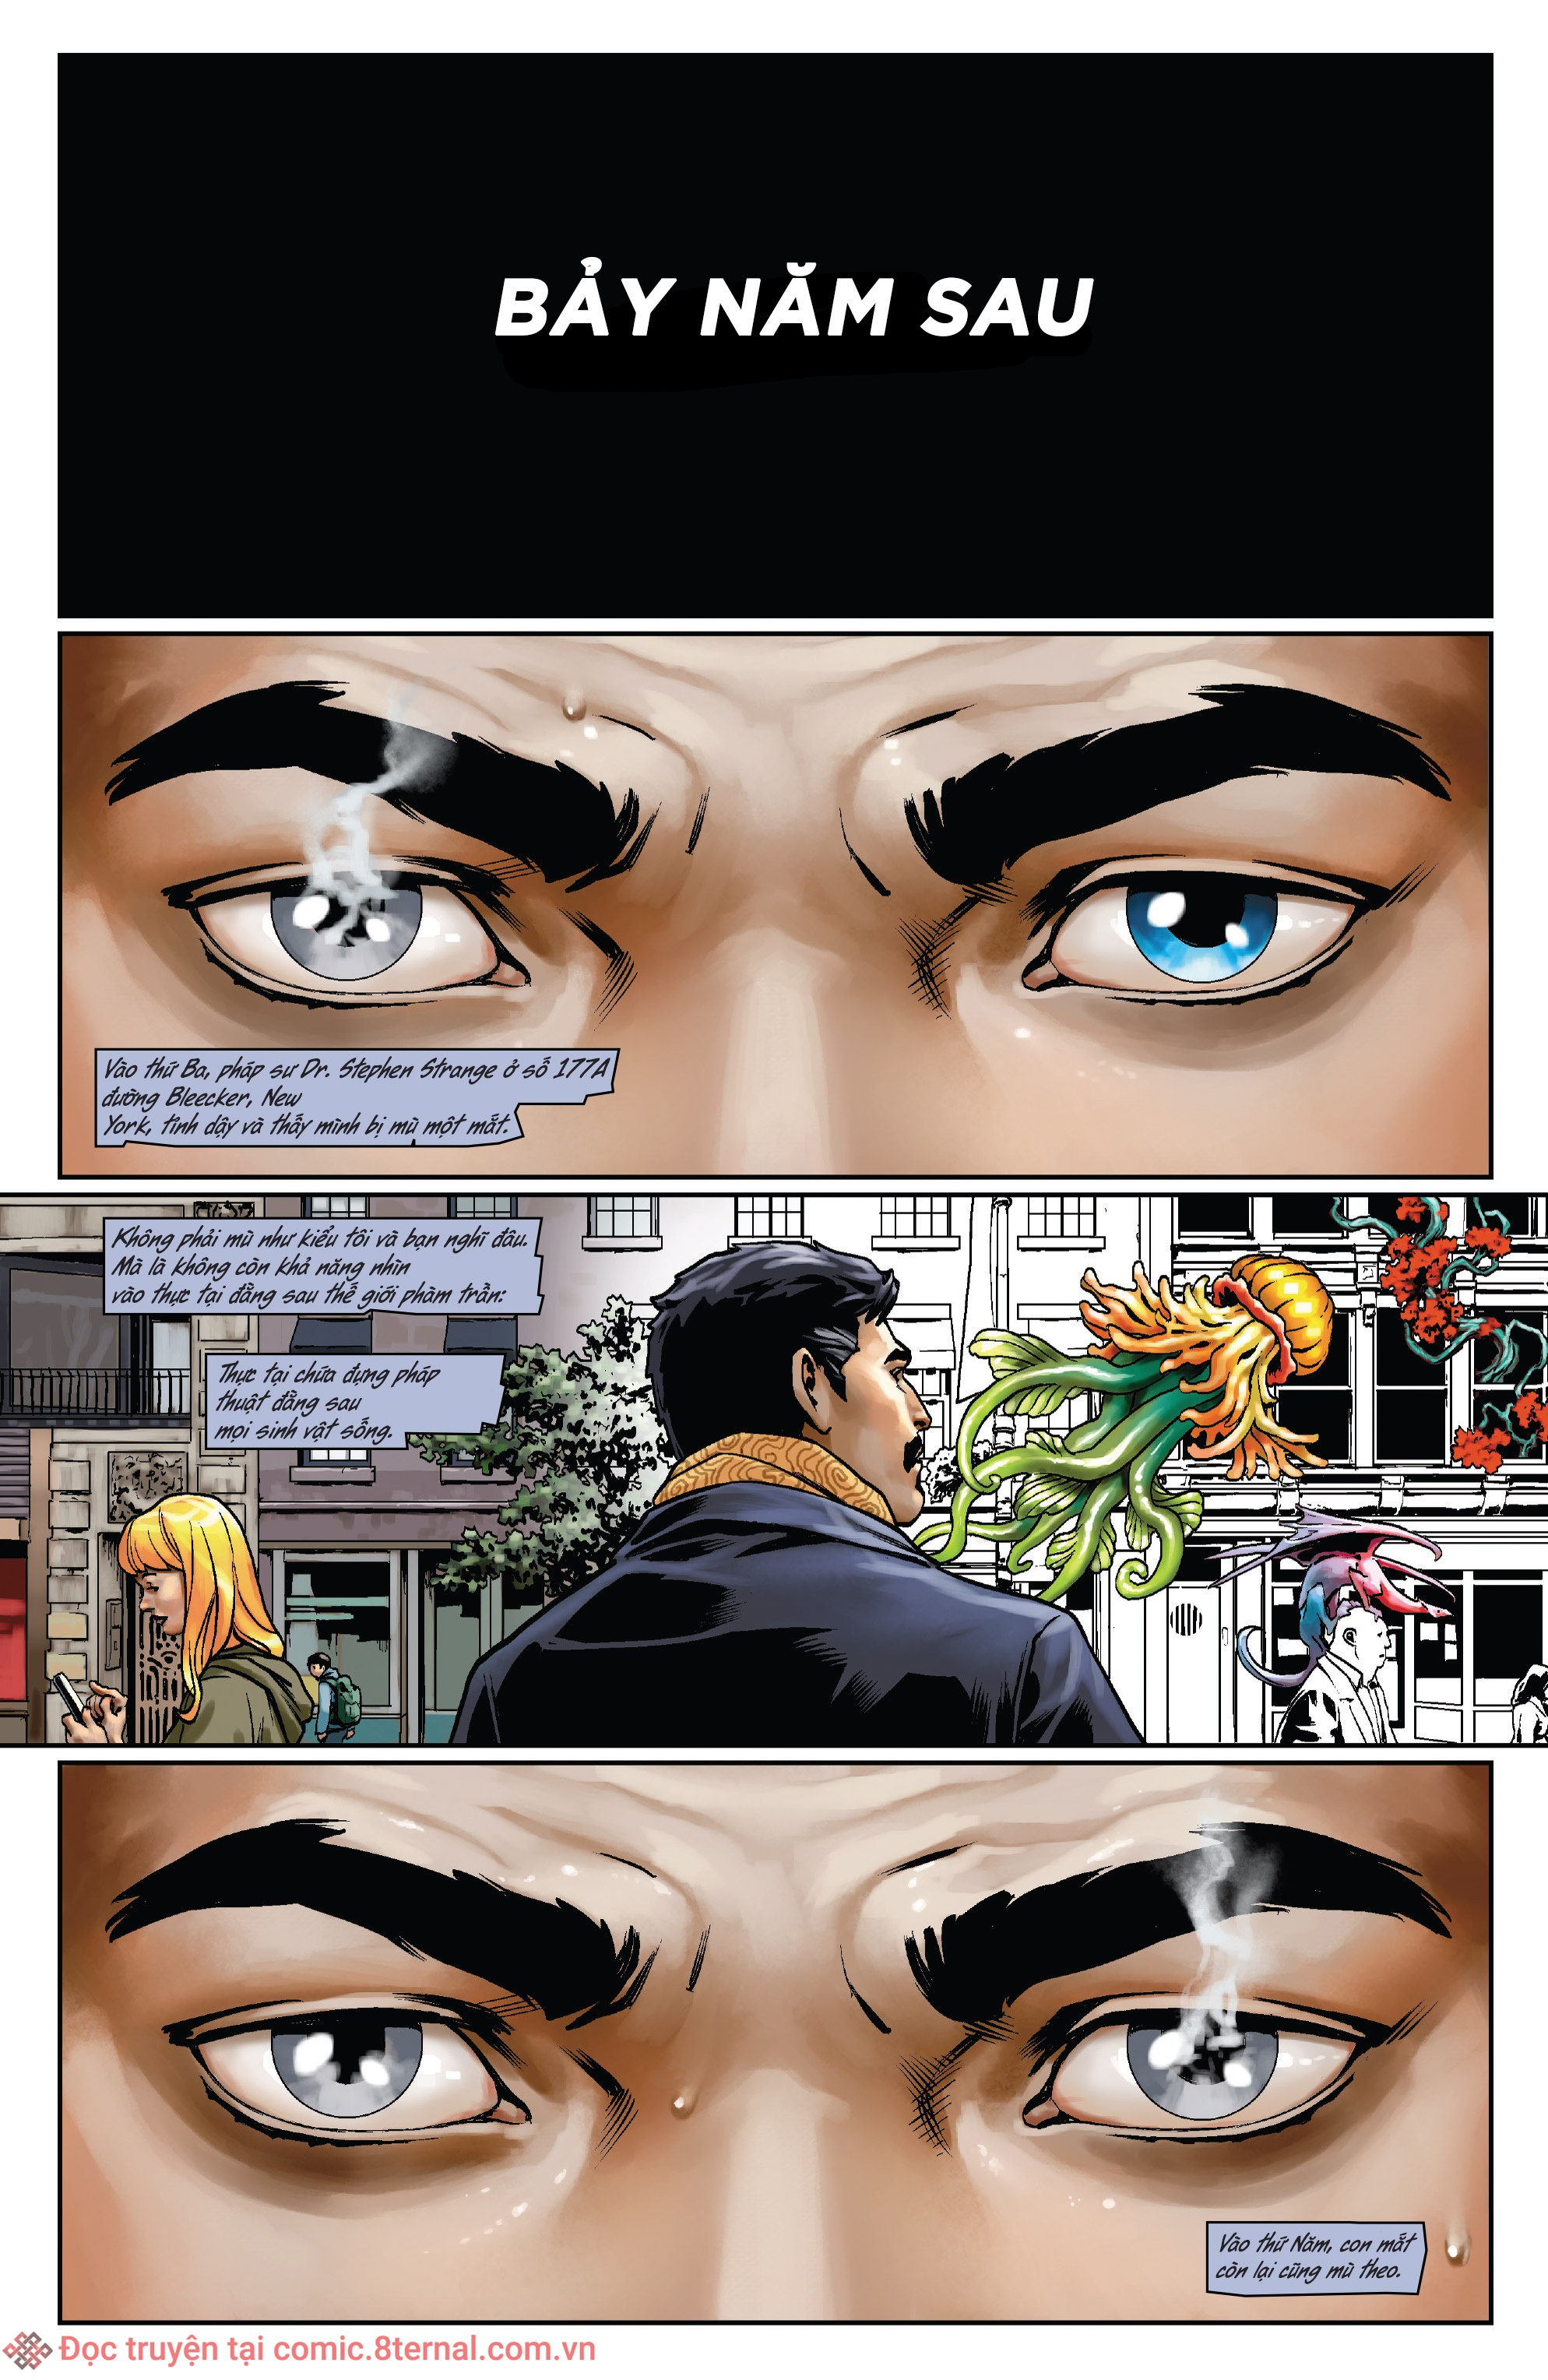 BẢY NĂM SAU
Vào thứ Ba, pháp sư Dr. Stephen Strange ở số 177A
đường Bleecker, New
York, tỉnh dậy và thấy mình bị mù một mắt.
Không phải mù như kiểu tôi và bạn nghĩ đâu.
Mà là không còn khả năng nhìn
vào thực tại đằng sau thế giới phàm trần:
Thực tại chứa đựng pháp
thuật đằng sau
mọi sinh vật sống.
Vào thứ Năm, con mắt
còn lại cũng mù theo.
Đọc truyện tại comic.8ternal.com.vn